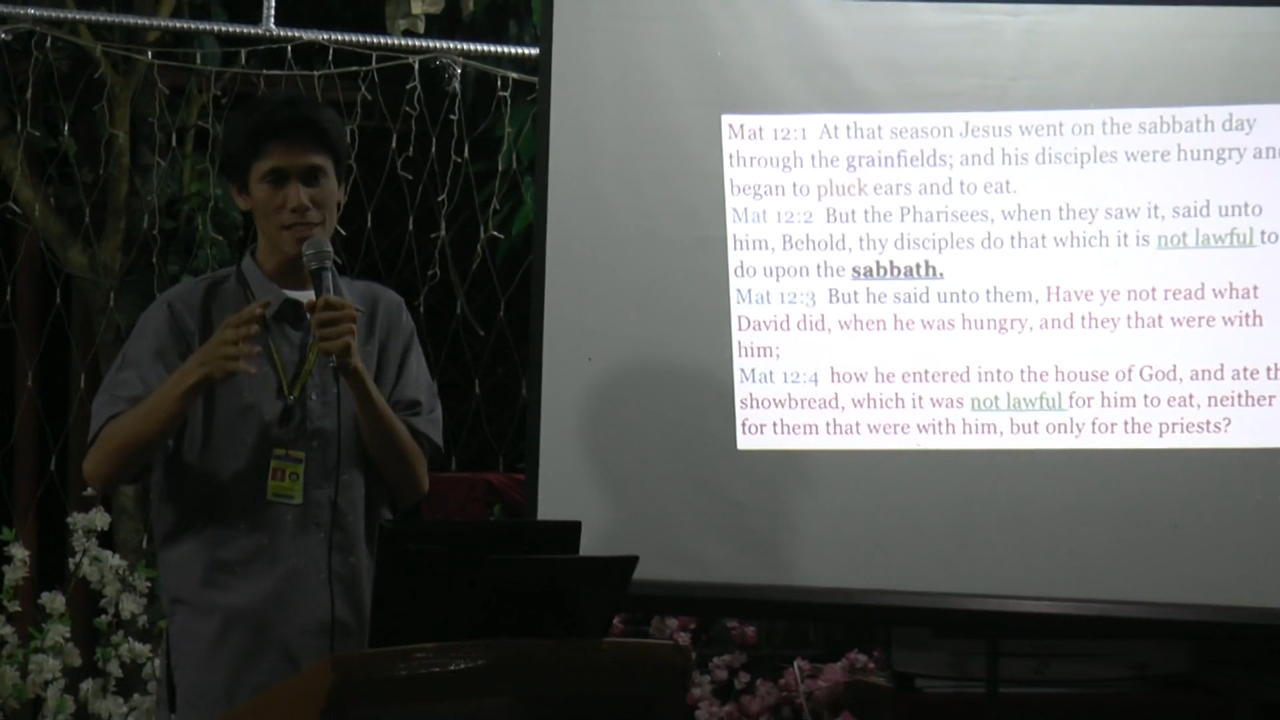 Mat 12:1 At that season Jesus went on the sabbath day
through the grainfields; and his disciples were hungry and
began to pluck ears and to eat.
Mat 12:2 But the Pharisees, when they saw it, said unto
him, Behold, thy disciples do that which it is not lawful to
do upon the sabbath.
Mat 12:3 But he said unto them, Have ye not read what
David did, when he was hungry, and they that were with
him;
Mat 12:4 how he entered into the house of God, and ate th
showbread, which it was not lawful for him to eat, neither
for them that were with him, but only for the priests?